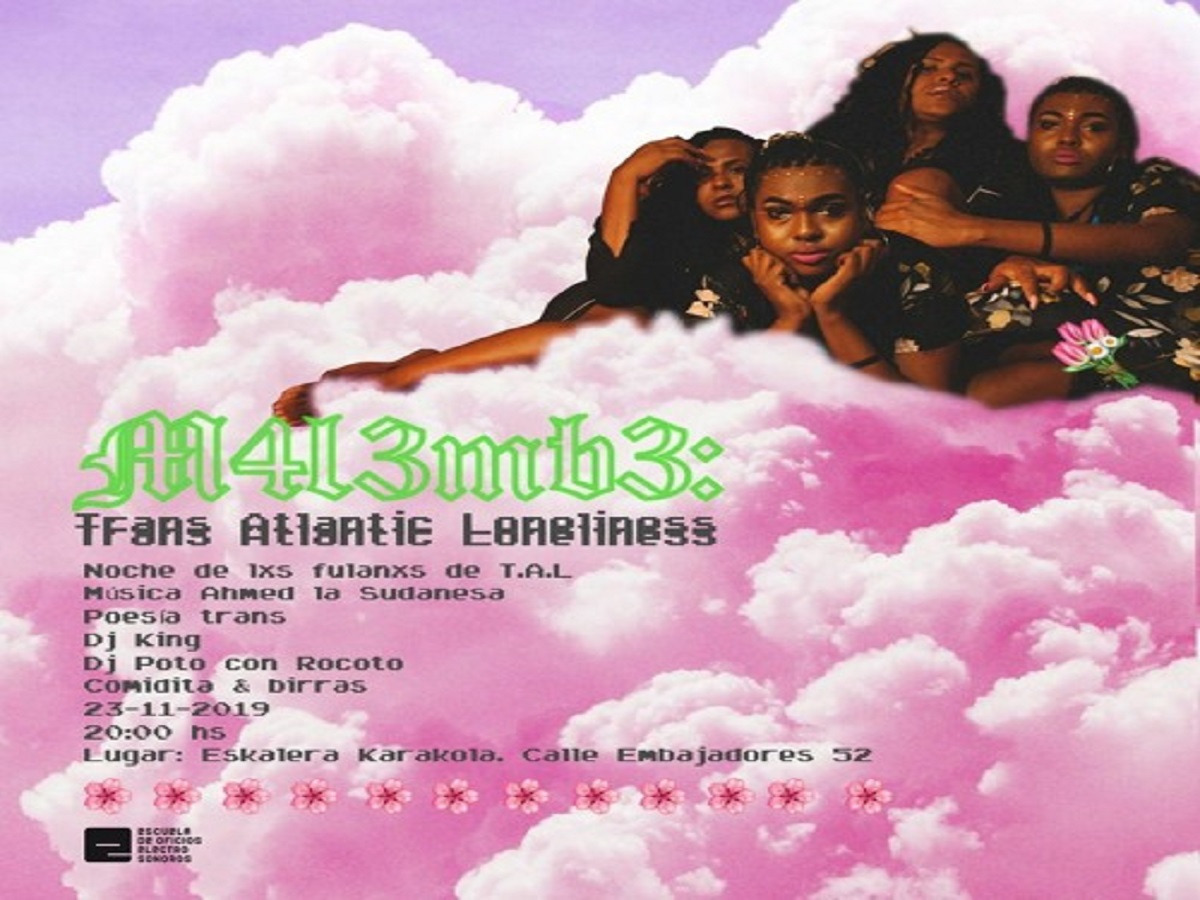 M4l3mb3:
Trans Atlantic Loneliness
Noche de lxs fulanxs de T.A.L
Música Ahmed la Sudanesa
Poesía trans
Dj King
Dj Poto con Rocoto
Comidita & birras
23-11-2019
20:00 hs
Lugar: Eskalera Karakola. Calle Embajadores 52
ESCUELA
DE OFICIOS
ELECTRO
SONOROS